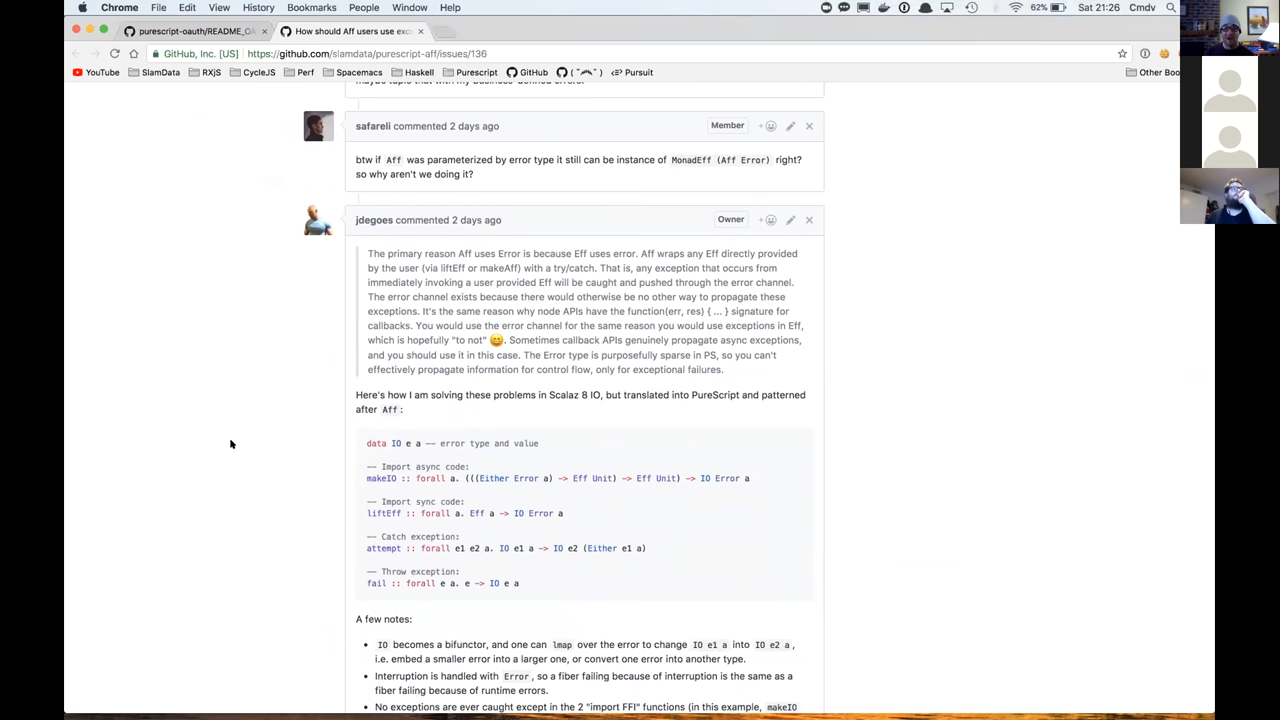 Chrome File Edit View History Bookmarks People Window Help 62% Sat 21:26 Cmdv
purescript-oauth/README_OA × How should Aff users use exc ×
GitHub, Inc. [US] https://github.com/slamdata/purescript-aff/issues/136
YouTube SlamData RXjS CycleJS Perf Spacemacs Haskell Purescript GitHub Pursuit Other Boo
safareli commented 2 days ago Member
btw if Aff was parameterized by error type it still can be instance of MonadEff (Aff Error) right?
so why aren't we doing it?
jdegoes commented 2 days ago Owner
The primary reason Aff uses Error is because Eff uses error. Aff wraps any Eff directly provided
by the user (via liftEff or makeAff) with a try/catch. That is, any exception that occurs from
immediately invoking a user provided Eff will be caught and pushed through the error channel.
The error channel exists because there would otherwise be no other way to propagate these
exceptions. It's the same reason why node APIs have the function(err, res) { ... } signature for
callbacks. You would use the error channel for the same reason you would use exceptions in Eff,
which is hopefully "to not" 😄. Sometimes callback APIs genuinely propagate async exceptions,
and you should use it in this case. The Error type is purposefully sparse in PS, so you can't
effectively propagate information for control flow, only for exceptional failures.
Here's how I am solving these problems in Scalaz 8 IO, but translated into PureScript and patterned
after Aff :
data IO e a -- error type and value
-- Import async code:
makeIO :: forall a. (((Either Error a) -> Eff Unit) -> Eff Unit) -> IO Error a
-- Import sync code:
liftEff :: forall a. Eff a -> IO Error a
-- Catch exception:
attempt :: forall e1 e2 a. IO e1 a -> IO e2 (Either e1 a)
-- Throw exception:
fail :: forall e a. e -> IO e a
A few notes:
• IO becomes a bifunctor, and one can lmap over the error to change IO e1 a into IO e2 a ,
i.e. embed a smaller error into a larger one, or convert one error into another type.
• Interruption is handled with Error, so a fiber failing because of interruption is the same as a
fiber failing because of runtime errors.
• No exceptions are ever caught except in the 2 "import FFI" functions (in this example, makeIO